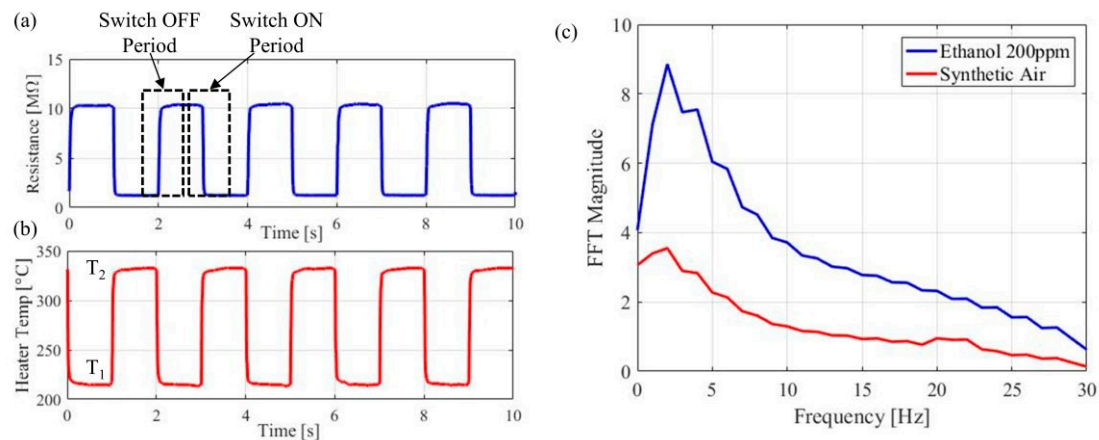 (a)
Switch OFF Period
Switch ON Period
Resistance [MΩ]
15
10
5
0
0 2 4 6 8 10
Time [s]
(b)
Heater Temp [°C]
350
300
250
200
T2
T1
0 2 4 6 8 10
Time [s]
(c)
FFT Magnitude
10
8
6
4
2
0
Ethanol 200ppm
Synthetic Air
0 5 10 15 20 25 30
Frequency [Hz]